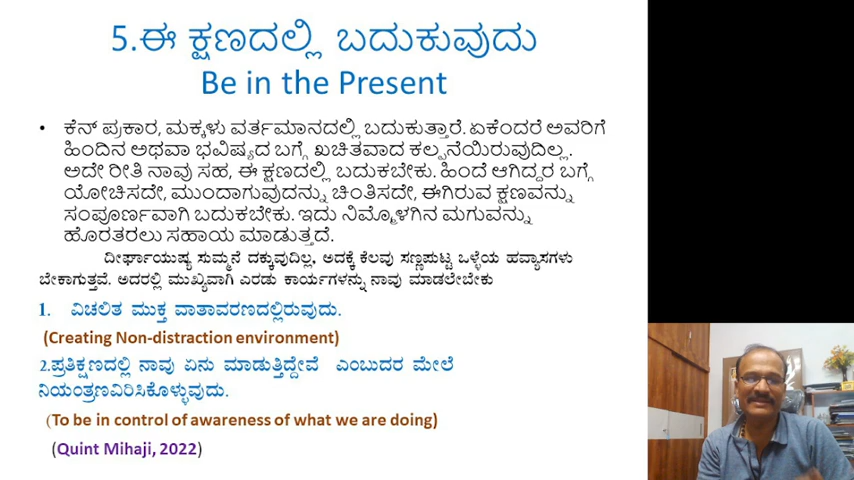 5.ಈ ಕ್ಷಣದಲ್ಲಿ ಬದುಕುವುದು
Be in the Present
• ಕೆನ್ ಪ್ರಕಾರ, ಮಕ್ಕಳು ವರ್ತಮಾನದಲ್ಲಿ ಬದುಕುತ್ತಾರೆ. ಏಕೆಂದರೆ ಅವರಿಗೆ
ಹಿಂದಿನ ಅಥವಾ ಭವಿಷ್ಯದ ಬಗ್ಗೆ ಖಚಿತವಾದ ಕಲ್ಪನೆಯಿರುವುದಿಲ್ಲ.
ಅದೇ ರೀತಿ ನಾವು ಸಹ, ಈ ಕ್ಷಣದಲ್ಲಿ ಬದುಕಬೇಕು. ಹಿಂದೆ ಆಗಿದ್ದರ ಬಗ್ಗೆ
ಯೋಚಿಸದೇ, ಮುಂದಾಗುವುದನ್ನು ಚಿಂತಿಸದೇ, ಈಗಿರುವ ಕ್ಷಣವನ್ನು
ಸಂಪೂರ್ಣವಾಗಿ ಬದುಕಬೇಕು. ಇದು ನಿಮ್ಮೊಳಗಿನ ಮಗುವನ್ನು
ಹೊರತರಲು ಸಹಾಯ ಮಾಡುತ್ತದೆ.
ದೀರ್ಘಾಯುಷ್ಯ ಸುಮ್ಮನೆ ದಕ್ಕುವುದಿಲ್ಲ. ಅದಕ್ಕೆ ಕೆಲವು ಸಣ್ಣಪುಟ್ಟ ಒಳ್ಳೆಯ ಹವ್ಯಾಸಗಳು
ಬೇಕಾಗುತ್ತವೆ. ಅದರಲ್ಲಿ ಮುಖ್ಯವಾಗಿ ಎರಡು ಕಾರ್ಯಗಳನ್ನು ನಾವು ಮಾಡಲೇಬೇಕು
1. ವಿಚಲಿತ ಮುಕ್ತ ವಾತಾವರಣದಲ್ಲಿರುವುದು.
(Creating Non-distraction environment)
2.ಪ್ರತಿಕ್ಷಣದಲ್ಲಿ ನಾವು ಏನು ಮಾಡುತ್ತಿದ್ದೇವೆ ಎಂಬುದರ ಮೇಲೆ
ನಿಯಂತ್ರಣವಿರಿಸಿಕೊಳ್ಳುವುದು.
(To be in control of awareness of what we are doing)
(Quint Mihaji, 2022)